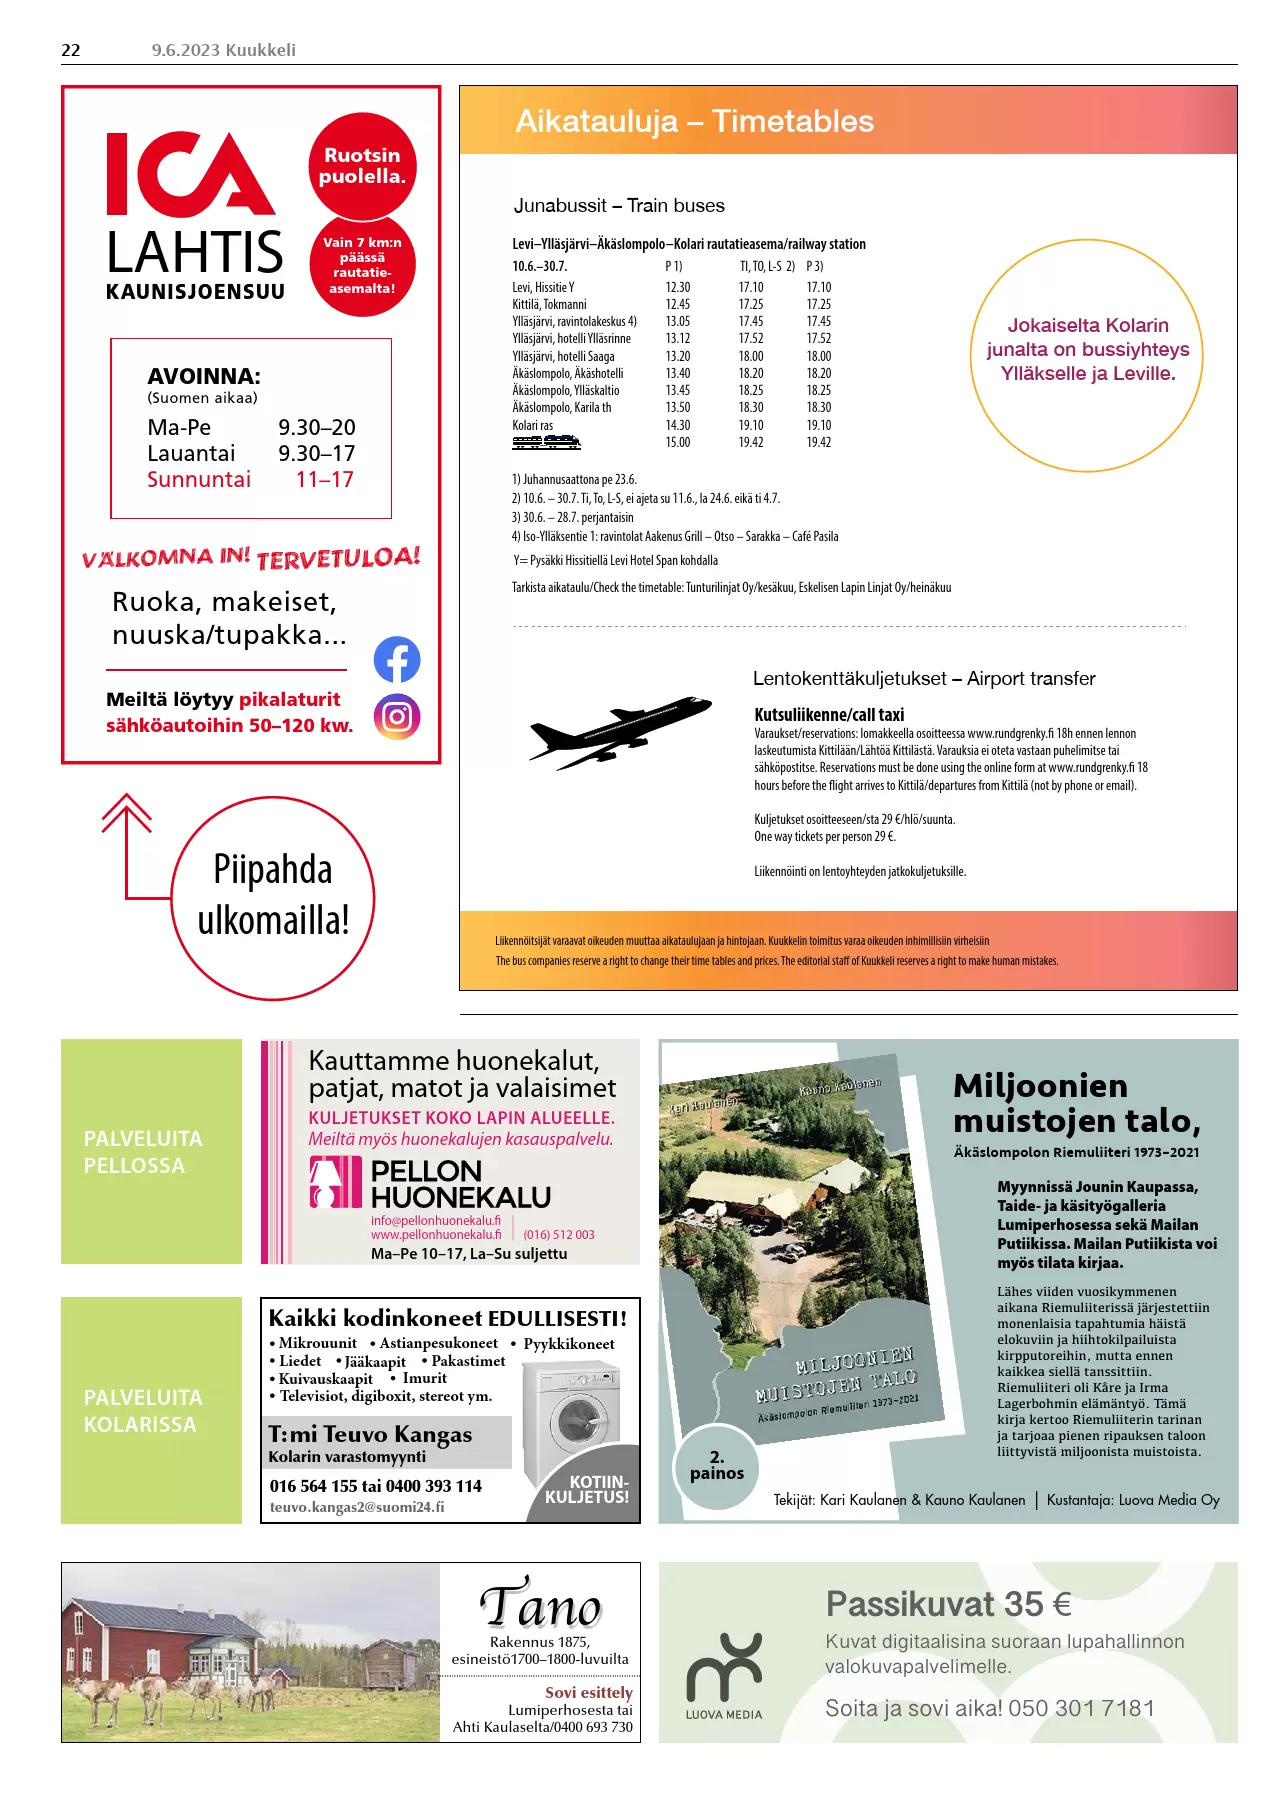 22 9.6.2023 Kuukkeli
ICA
LAHTIS
KAUNISJOENSUU
Ruotsin
puolella.
Vain 7 km:n
päässä
rautatie-
asemalta!
AVOINNA:
(Suomen aikaa)
Ma-Pe 9.30–20
Lauantai 9.30–17
Sunnuntai 11–17
VÄLKOMNA IN! TERVETULOA!
Ruoka, makeiset,
nuuska/tupakka...
Meiltä löytyy pikalaturit
sähköautoihin 50–120 kw.
Piipahda
ulkomailla!
Aikatauluja – Timetables
Junabussit – Train buses
Levi–Ylläsjärvi–Äkäslompolo–Kolari rautatieasema/railway station
10.6.–30.7. P 1) TI, TO, L-S 2) P 3)
Levi, Hissitie Y 12.30 17.10 17.10
Kittilä, Tokmanni 12.45 17.25 17.25
Ylläsjärvi, ravintolakeskus 4) 13.05 17.45 17.45
Ylläsjärvi, hotelli Ylläsrinne 13.12 17.52 17.52
Ylläsjärvi, hotelli Saaga 13.20 18.00 18.00
Äkäslompolo, Äkäshotelli 13.40 18.20 18.20
Äkäslompolo, Ylläskaltio 13.45 18.25 18.25
Äkäslompolo, Karila th 13.50 18.30 18.30
Kolari ras 14.30 19.10 19.10
15.00 19.42 19.42
1) Juhannusaattona pe 23.6.
2) 10.6. – 30.7. Ti, To, L-S, ei ajeta su 11.6., la 24.6. eikä ti 4.7.
3) 30.6. – 28.7. perjantaisin
4) Iso-Ylläksentie 1: ravintolat Aakenus Grill – Otso – Sarakka – Café Pasila
Y= Pysäkki Hissitiellä Levi Hotel Span kohdalla
Tarkista aikataulu/Check the timetable: Tunturilinjat Oy/kesäkuu, Eskelisen Lapin Linjat Oy/heinäkuu
Jokaiselta Kolarin
junalta on bussiyhteys
Ylläkselle ja Leville.
Lentokenttäkuljetukset – Airport transfer
Kutsuliikenne/call taxi
Varaukset/reservations: lomakkeella osoitteessa www.rundgrenky.fi 18h ennen lennon
laskeutumista Kittilään/Lähtöä Kittilästä. Varauksia ei oteta vastaan puhelimitse tai
sähköpostitse. Reservations must be done using the online form at www.rundgrenky.fi 18
hours before the flight arrives to Kittilä/departures from Kittilä (not by phone or email).
Kuljetukset osoitteeseen/sta 29 €/hlö/suunta.
One way tickets per person 29 €.
Liikennöinti on lentoyhteyden jatkokuljetuksille.
Liikennöitsijät varaavat oikeuden muuttaa aikataulujaan ja hintojaan. Kuukkelin toimitus varaa oikeuden inhimillisiin virheisiin
The bus companies reserve a right to change their time tables and prices. The editorial staff of Kuukkeli reserves a right to make human mistakes.
PALVELUITA
PELLOSSA
Kauttamme huonekalut,
patjat, matot ja valaisimet
KULJETUKSET KOKO LAPIN ALUEELLE.
Meiltä myös huonekalujen kasauspalvelu.
PELLON
HUONEKALU
info@pellonhuonekalu.fi
www.pellonhuonekalu.fi (016) 512 003
Ma–Pe 10–17, La–Su suljettu
PALVELUITA
KOLARISSA
Kaikki kodinkoneet EDULLISESTI!
• Mikrouunit • Astianpesukoneet • Pyykkikoneet
• Liedet • Jääkaapit • Pakastimet
• Kuivauskaapit • Imurit
• Televisiot, digiboxit, stereot ym.
T:mi Teuvo Kangas
Kolarin varastomyynti
016 564 155 tai 0400 393 114
teuvo.kangas2@suomi24.fi
KOTIIN-
KULJETUS!
Kari Kaulanen Kauno Kaulanen
MILJOONIEN
MUISTOJEN TALO
Äkäslompolon Riemuliiteri 1973–2021
2.
painos
Miljoonien
muistojen talo,
Äkäslompolon Riemuliiteri 1973–2021
Myynnissä Jounin Kaupassa,
Taide- ja käsityögalleria
Lumiperhosessa sekä Mailan
Putiikissa. Mailan Putiikista voi
myös tilata kirjaa.
Lähes viiden vuosikymmenen
aikana Riemuliiterissä järjestettiin
monenlaisia tapahtumia häistä
elokuviin ja hiihtokilpailuista
kirpputoreihin, mutta ennen
kaikkea siellä tanssittiin.
Riemuliiteri oli Kåre ja Irma
Lagerbohmin elämäntyö. Tämä
kirja kertoo Riemuliiterin tarinan
ja tarjoaa pienen ripauksen taloon
liittyvistä miljoonista muistoista.
Tekijät: Kari Kaulanen & Kauno Kaulanen | Kustantaja: Luova Media Oy
Tano
Rakennus 1875,
esineistö1700–1800-luvuilta
Sovi esittely
Lumiperhosesta tai
Ahti Kaulaselta/0400 693 730
LUOVA MEDIA
Passikuvat 35 €
Kuvat digitaalisina suoraan lupahallinnon
valokuvapalvelimelle.
Soita ja sovi aika! 050 301 7181